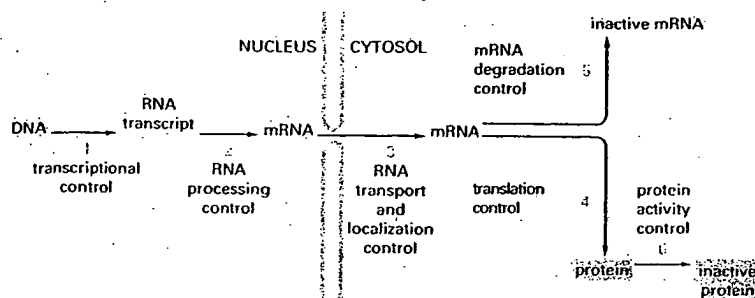 inactive mRNA
NUCLEUS CYTOSOL
mRNA
degradation
control
5
DNA
RNA
transcript
mRNA
mRNA
1
transcriptional
control
2
RNA
processing
control
3
RNA
transport
and
localization
control
translation
control
4
protein
activity
control
6
protein
inactive
protein